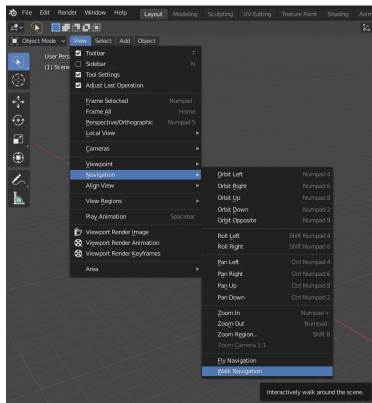 File Edit Render Window Help Layout Modeling Sculpting UV Editing Texture Paint Shading Anim
Object Mode View Select Add Object
User Pers
(1) Scene
Toolbar T
Sidebar N
Tool Settings
Adjust Last Operation
Frame Selected Numpad .
Frame All Home
Perspective/Orthographic Numpad 5
Local View
Cameras
Viewpoint
Navigation
Align View
View Regions
Play Animation Spacebar
Viewport Render Image
Viewport Render Animation
Viewport Render Keyframes
Area
Orbit Left Numpad 4
Orbit Right Numpad 6
Orbit Up Numpad 8
Orbit Down Numpad 2
Orbit Opposite Numpad 9
Roll Left Shift Numpad 4
Roll Right Shift Numpad 6
Pan Left Ctrl Numpad 4
Pan Right Ctrl Numpad 6
Pan Up Ctrl Numpad 8
Pan Down Ctrl Numpad 2
Zoom In Numpad +
Zoom Out Numpad -
Zoom Region... Shift B
Zoom Camera 1:1
Fly Navigation
Walk Navigation
Interactively walk around the scene.